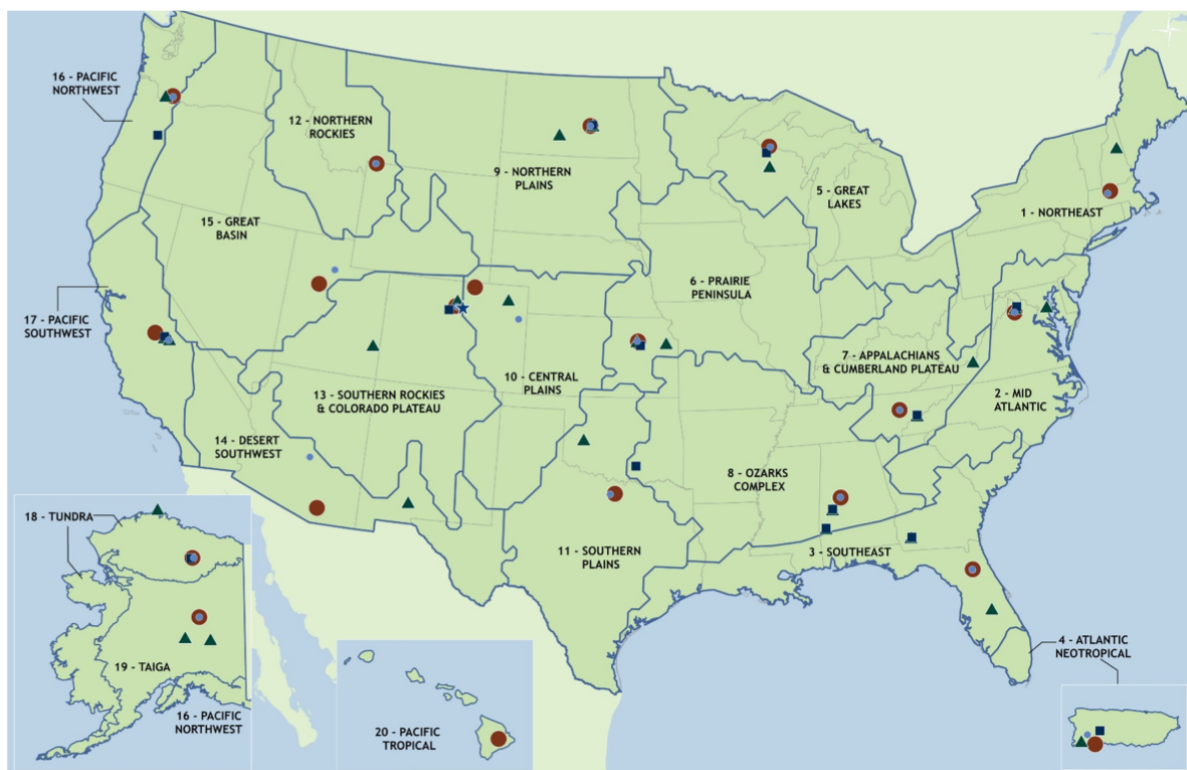 16 - PACIFIC
NORTHWEST
12 - NORTHERN
ROCKIES
9 - NORTHERN
PLAINS
5 - GREAT
LAKES
1 - NORTHEAST
15 - GREAT
BASIN
6 - PRAIRIE
PENINSULA
17 - PACIFIC
SOUTHWEST
7 - APPALACHIANS
& CUMBERLAND PLATEAU
10 - CENTRAL
PLAINS
2 - MID
ATLANTIC
13 - SOUTHERN ROCKIES
& COLORADO PLATEAU
14 - DESERT
SOUTHWEST
8 - OZARKS
COMPLEX
18 - TUNDRA
11 - SOUTHERN
PLAINS
3 - SOUTHEAST
4 - ATLANTIC
NEOTROPICAL
19 - TAIGA
16 - PACIFIC
NORTHWEST
20 - PACIFIC
TROPICAL